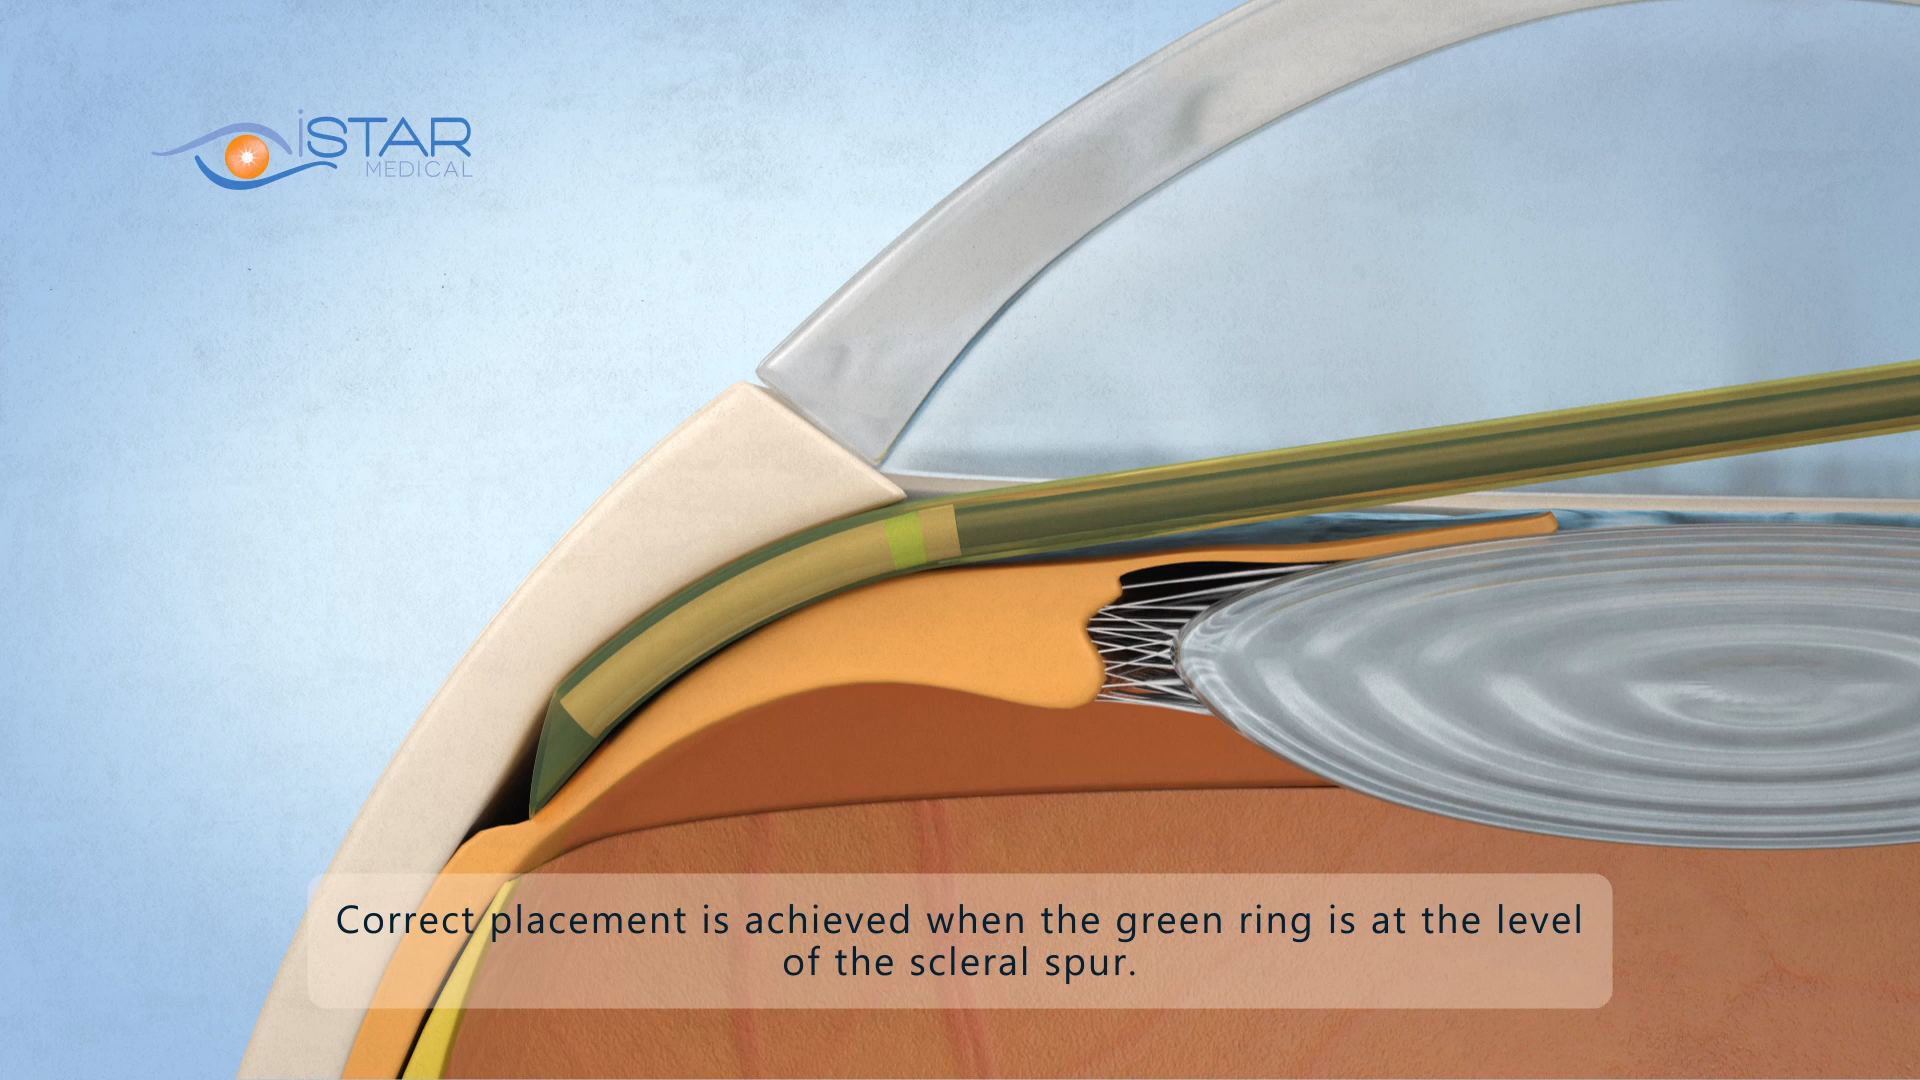 iSTAR
MEDICAL
Correct placement is achieved when the green ring is at the level
of the scleral spur.